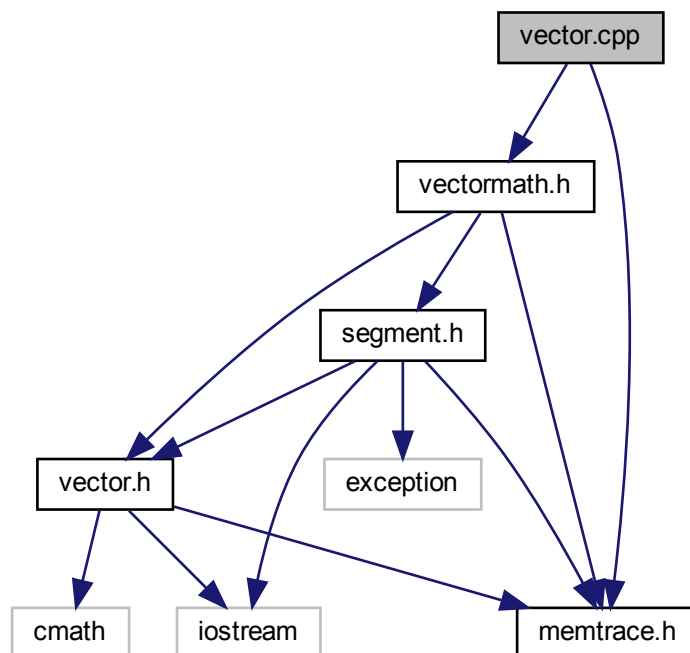 vector.cpp
vectormath.h
segment.h
vector.h
exception
cmath
iostream
memtrace.h